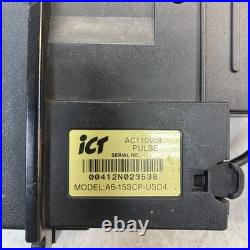 ict
AC110Volt
PULSE
SERIAL NO.
00412N023538
MODEL:A6-15SCP-USD4